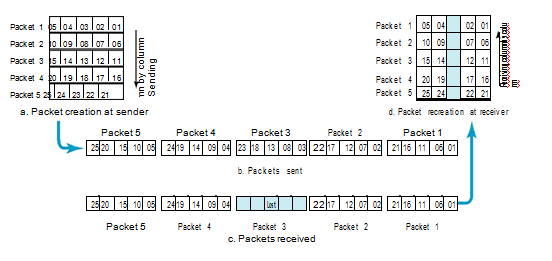 Packet 1 05 04 03 02 01
Packet 2 10 09 08 07 06
Packet 3 15 14 13 12 11
Packet 4 20 19 18 17 16
Packet 5 25 24 23 22 21
by column
Sending
a. Packet creation at sender
Packet 1 05 04 02 01
Packet 2 10 09 07 06
Packet 3 15 14 12 11
Packet 4 20 19 17 16
Packet 5 25 24 22 21
d. Packet recreation at receiver
Packet 5 Packet 4 Packet 3 Packet 2 Packet 1
25 20 15 10 05 24 19 14 09 04 23 18 13 08 03 22 17 12 07 02 21 16 11 06 01
b. Packets sent
25 20 15 10 05 24 19 14 09 04 Lost 22 17 12 07 02 21 16 11 06 01
Packet 5 Packet 4 Packet 3 Packet 2 Packet 1
c. Packets received